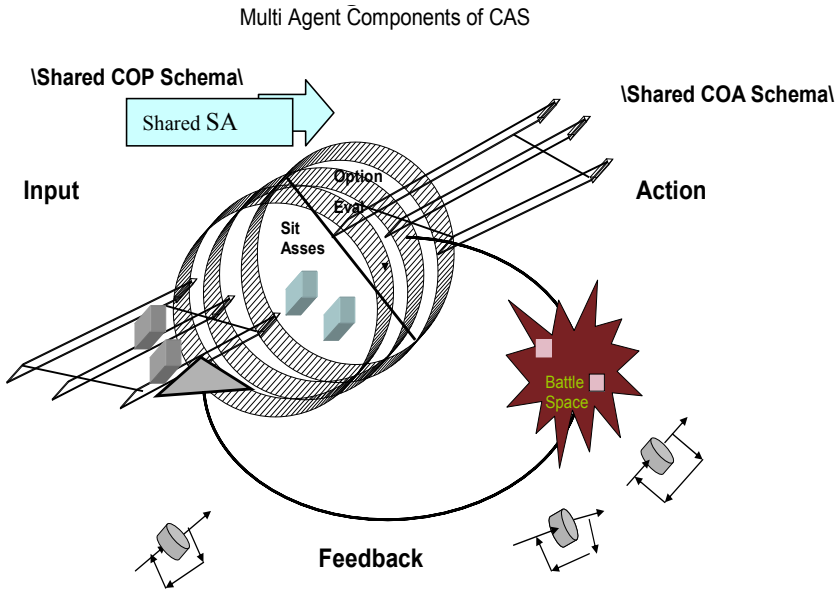 Multi Agent Components of CAS
\Shared COP Schema\
\Shared COA Schema\
Shared SA
Input
Option
Eval
Action
Sit
Asses
Battle
Space
Feedback